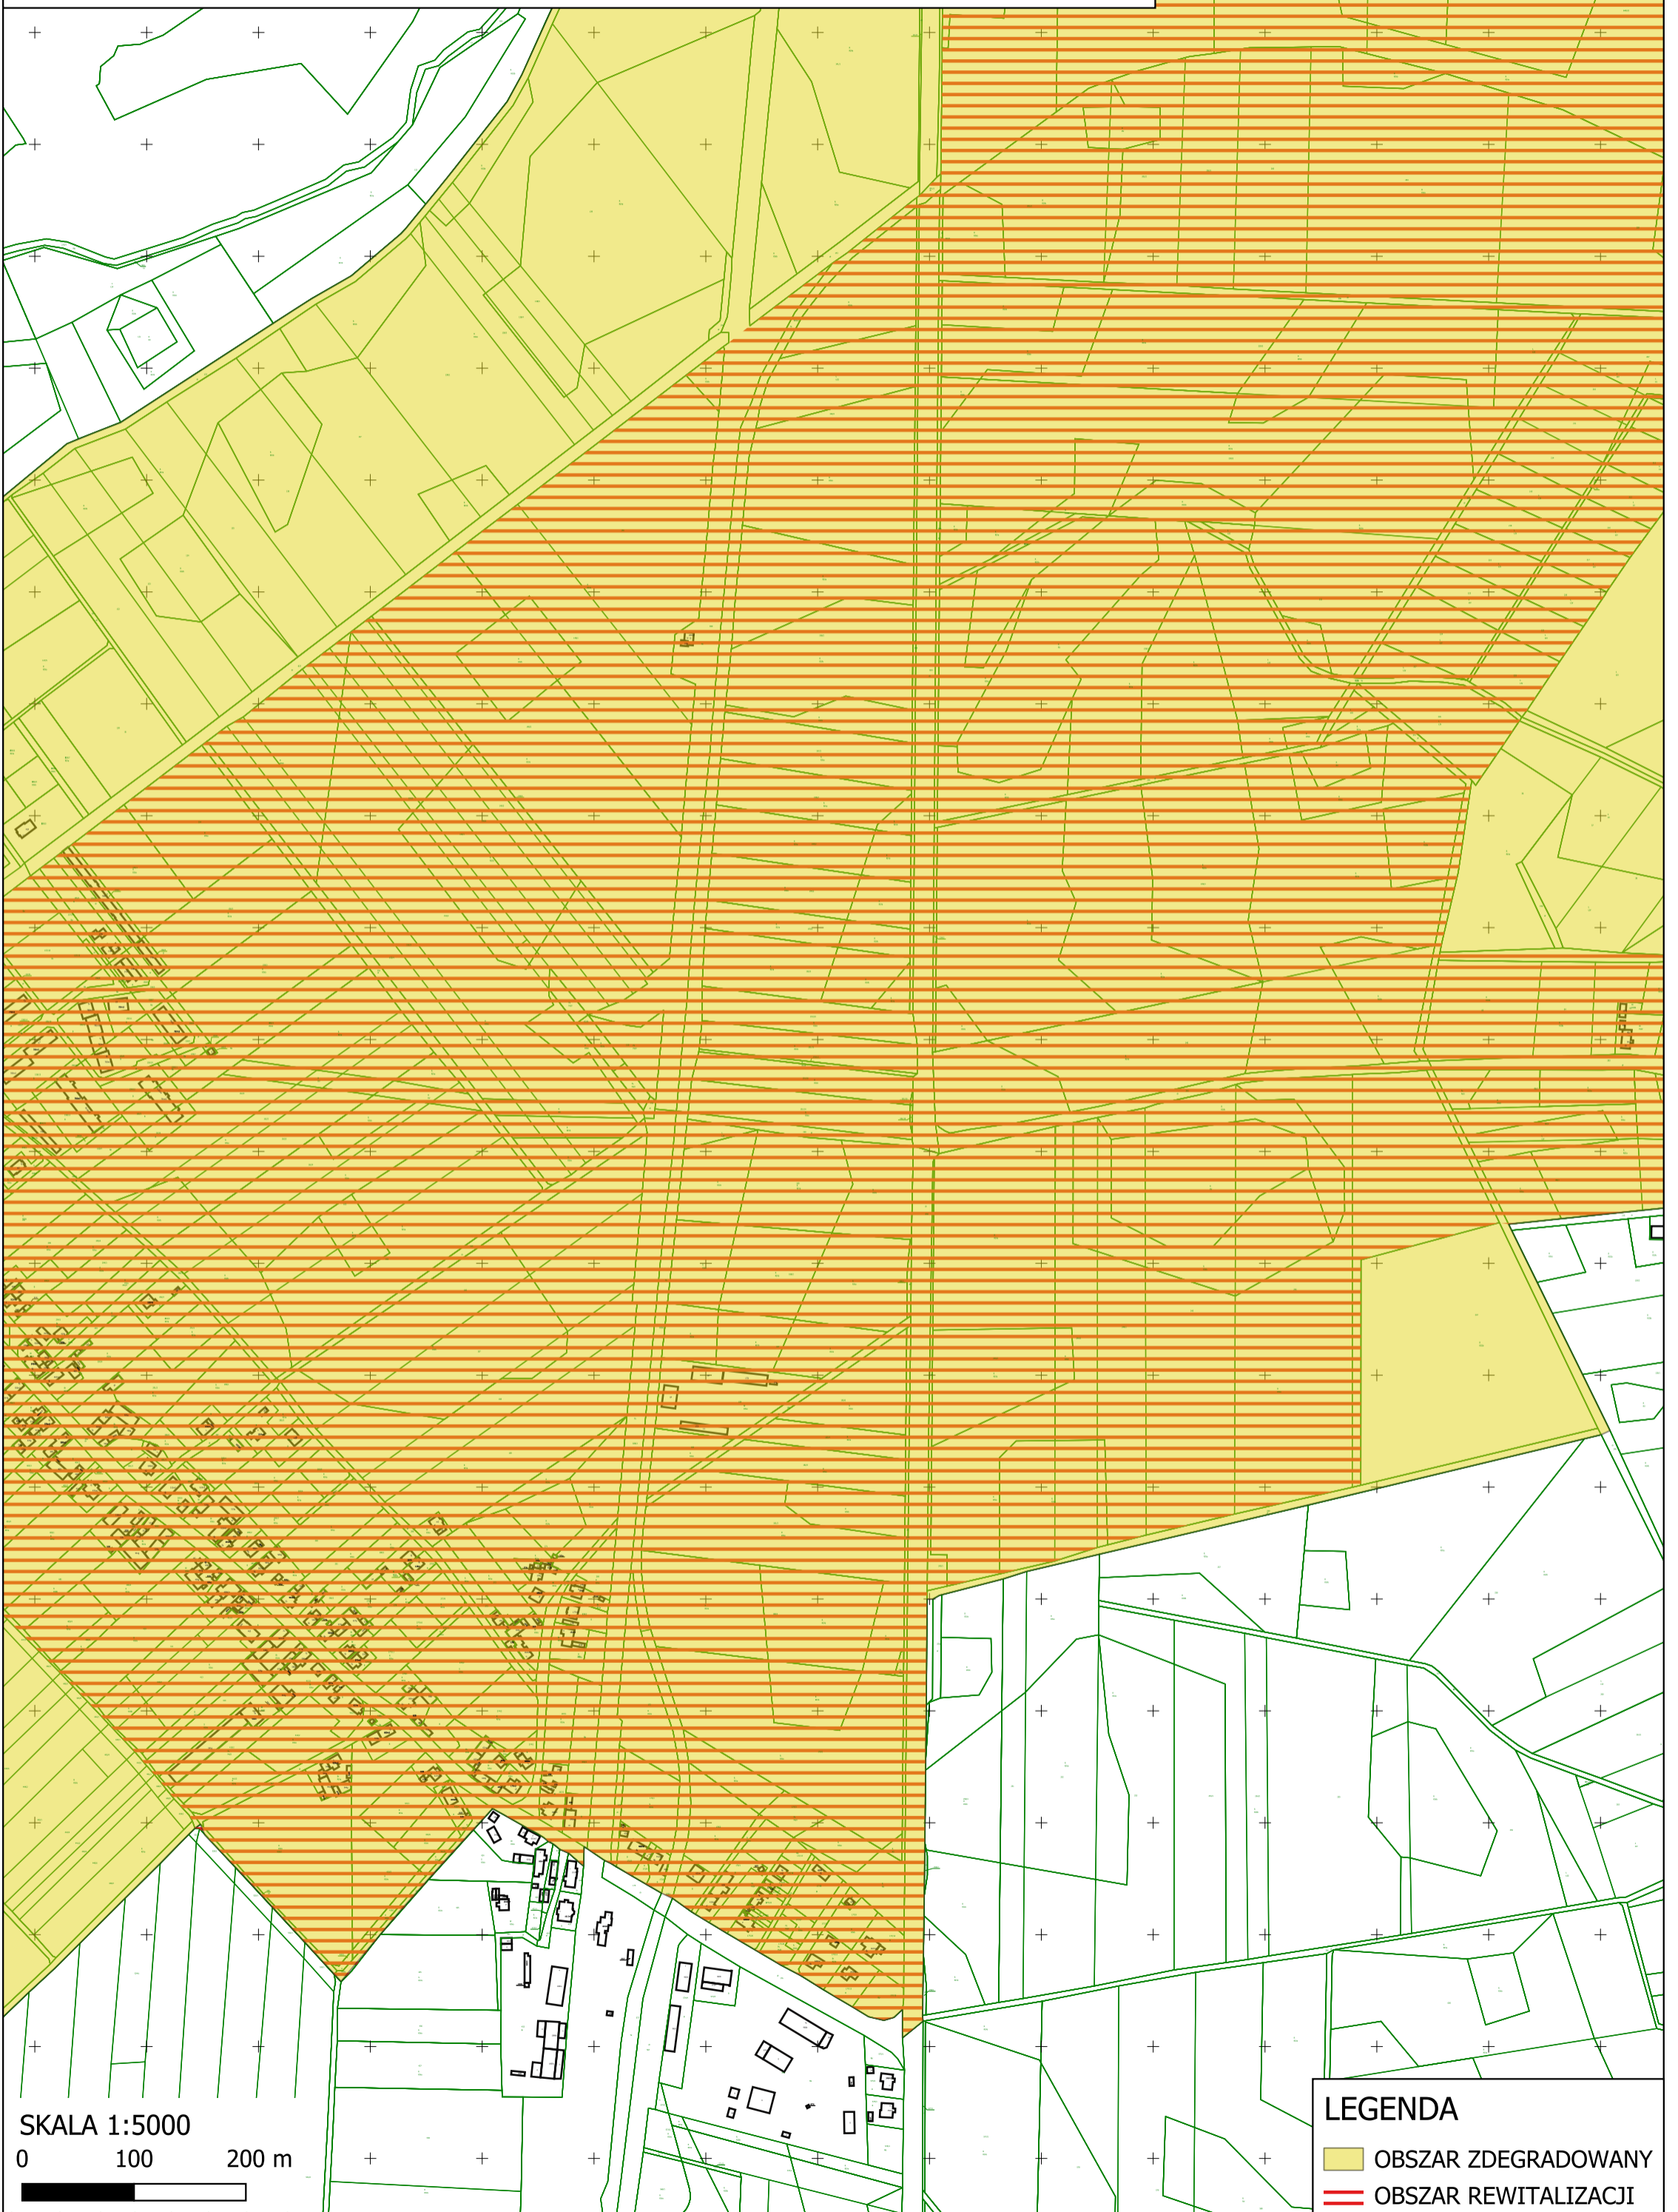 SKALA 1:5000
0 100 200 m
LEGENDA
OBSZAR ZDEGRADOWANY
OBSZAR REWITALIZACJI